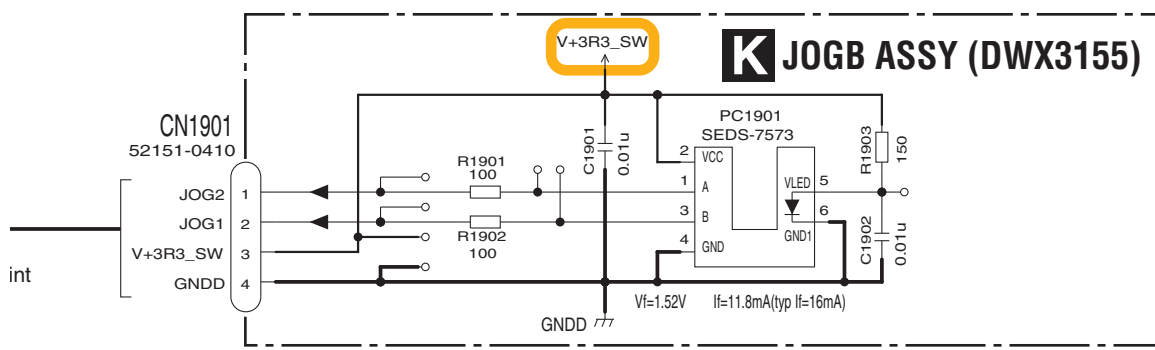 V+3R3_SW
K JOGB ASSY (DWX3155)
CN1901
52151-0410
JOG2 1
JOG1 2
V+3R3_SW 3
GNDD 4
int
R1901
100
R1902
100
C1901
0.01u
PC1901
SEDS-7573
2 VCC
1 A
3 B
4 GND
VLED 5
6
GND1
R1903
150
C1902
0.01u
Vf=1.52V If=11.8mA(typ If=16mA)
GNDD